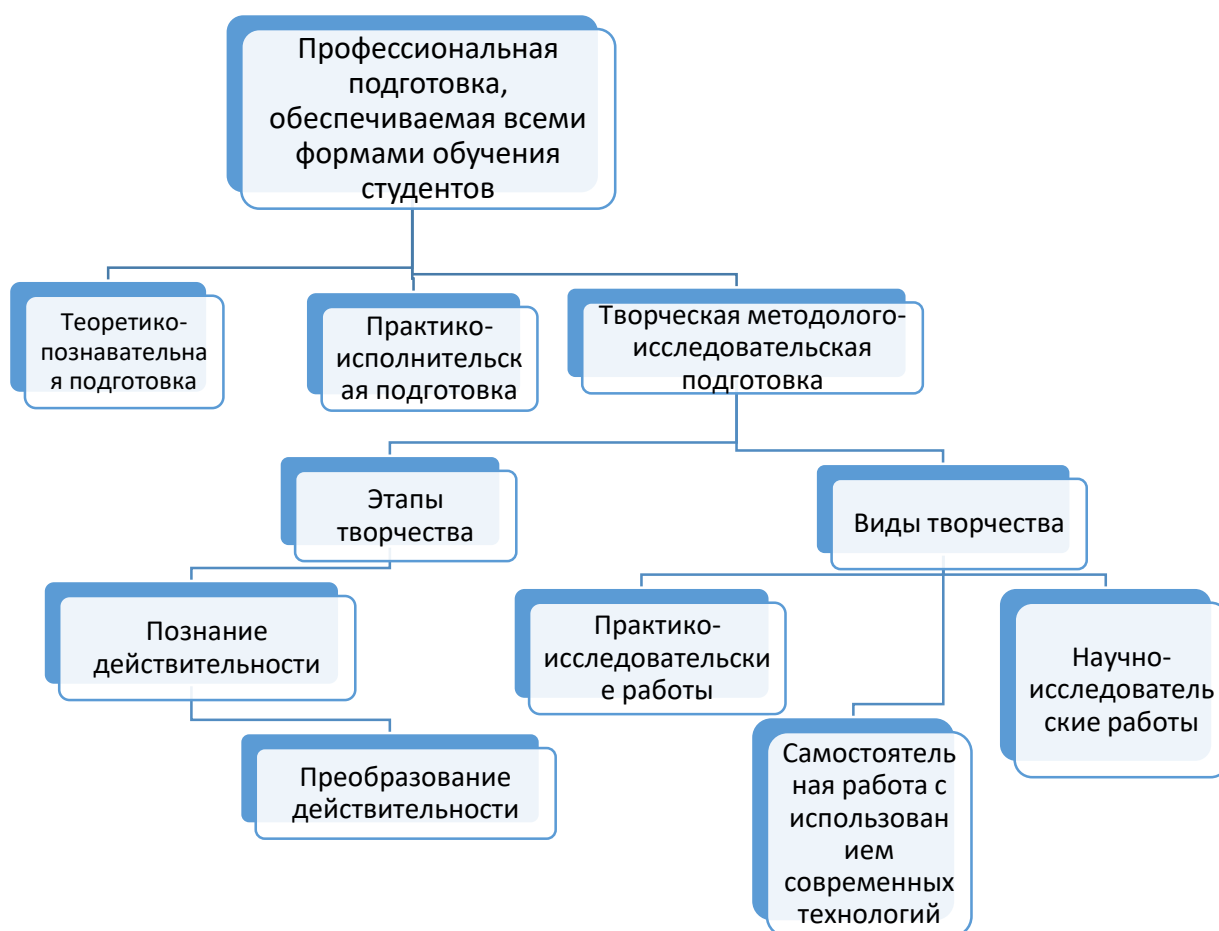 Профессиональная
подготовка,
обеспечиваемая всеми
формами обучения
студентов
Теоретико-
познавательна
я подготовка
Практико-
исполнительск
ая подготовка
Творческая методолого-
исследовательская
подготовка
Этапы
творчества
Виды творчества
Познание
действительности
Преобразование
действительности
Практико-
исследовательски
е работы
Самостоятель
ная работа с
использован
ием
современных
технологий
Научно-
исследователь
ские работы